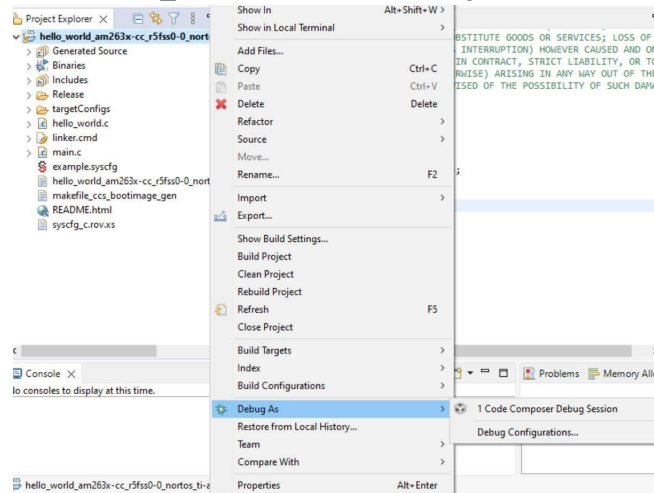 Project Explorer
hello_world_am263x-cc_r5fss0-0_norto
Generated Source
Binaries
Includes
Release
targetConfigs
hello_world.c
linker.cmd
main.c
example.syscfg
hello_world_am263x-cc_r5fss0-0_nort
makefile_ccs_bootimage_gen
README.html
syscfg_c.rov.xs
Show In Alt+Shift+W >
Show in Local Terminal >
Add Files...
Copy Ctrl+C
Paste Ctrl+V
Delete Delete
Refactor >
Source >
Move...
Rename... F2
Import >
Export...
Show Build Settings...
Build Project
Clean Project
Rebuild Project
Refresh F5
Close Project
Build Targets >
Index >
Build Configurations >
Debug As >
Restore from Local History...
Team >
Compare With >
Properties Alt+Enter
1 Code Composer Debug Session
Debug Configurations...
BSTITUTE GOODS OR SERVICES; LOSS OF
INTERRUPTION) HOWEVER CAUSED AND ON
IN CONTRACT, STRICT LIABILITY, OR TO
RWISE) ARISING IN ANY WAY OUT OF THE
ISED OF THE POSSIBILITY OF SUCH DAMA
;
Console
lo consoles to display at this time.
Problems Memory All
hello_world_am263x-cc_r5fss0-0_nortos_ti-a